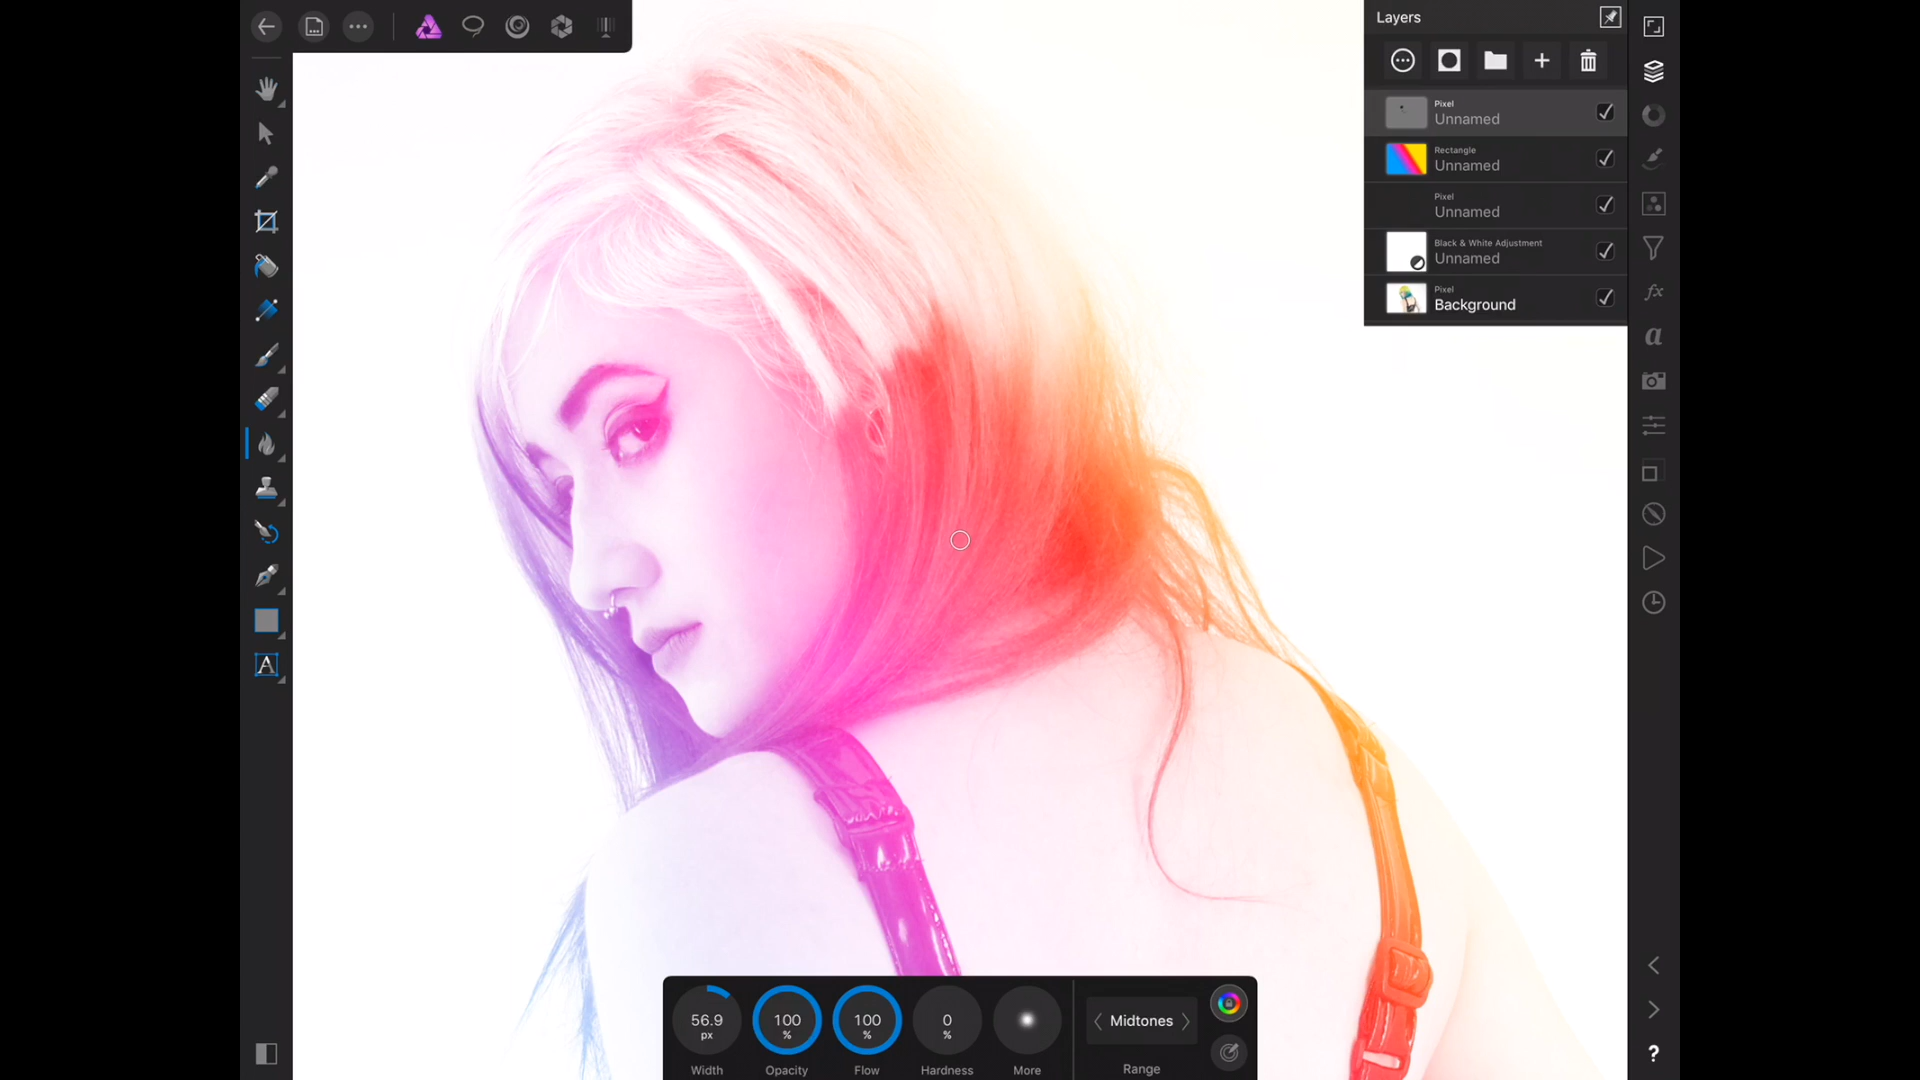 Layers
Pixel
Unnamed
Rectangle
Unnamed
Pixel
Unnamed
Black & White Adjustment
Unnamed
Pixel
Background
fx
a
A
?
56.9
px
100
%
100
%
0
%
Midtones
Width
Opacity
Flow
Hardness
More
Range